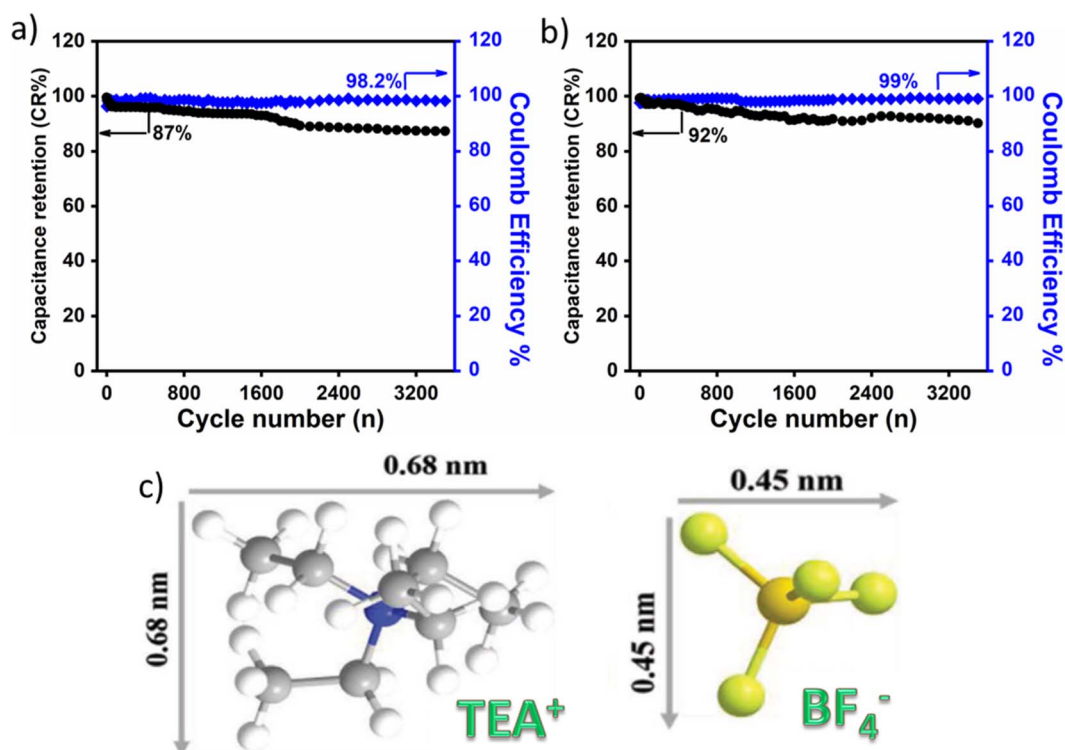 a)
120
100
80
60
40
20
0
Capacitance retention (CR%)
98.2%
87%
120
100
80
60
40
20
0
Coulomb Efficiency %
0 800 1600 2400 3200
Cycle number (n)
b)
120
100
80
60
40
20
0
Capacitance retention (CR%)
99%
92%
120
100
80
60
40
20
0
Coulomb Efficiency %
0 800 1600 2400 3200
Cycle number (n)
c)
0.68 nm
0.68 nm
TEA⁺
0.45 nm
0.45 nm
BF₄⁻